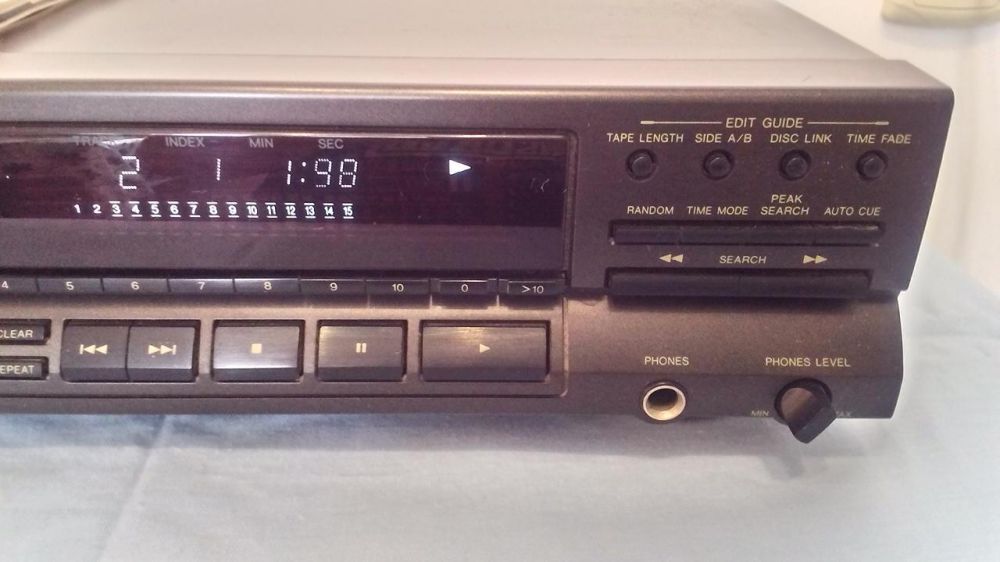 EDIT GUIDE
TAPE LENGTH SIDE A/B DISC LINK TIME FADE
TRACK INDEX MIN SEC
2 1 1:98
1 2 3 4 5 6 7 8 9 10 11 12 13 14 15
RANDOM TIME MODE PEAK SEARCH AUTO CUE
SEARCH
4 5 6 7 8 9 10 0 >10
CLEAR
REPEAT
PHONES PHONES LEVEL
MIN MAX